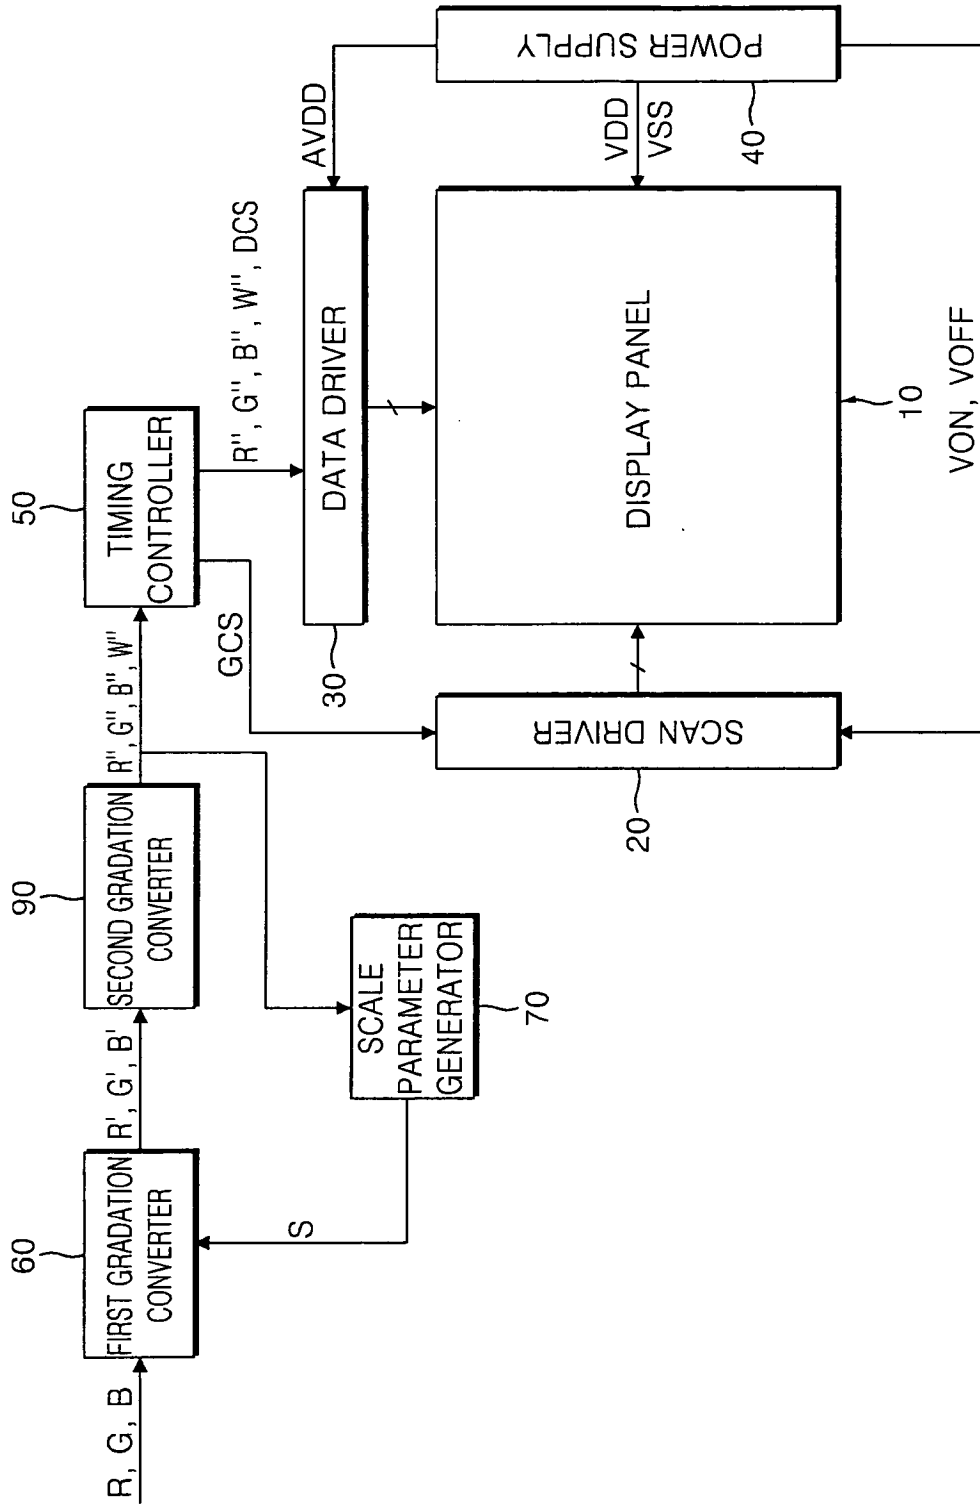 R, G, B
60
FIRST GRADATION
CONVERTER
R', G', B'
90
SECOND GRADATION
CONVERTER
R'', G'', B'', W''
50
TIMING
CONTROLLER
S
SCALE
PARAMETER
GENERATOR
70
GCS
R'', G'', B'', W'', DCS
AVDD
30
DATA DRIVER
20
SCAN DRIVER
DISPLAY PANEL
10
VDD
VSS
POWER SUPPLY
40
VON, VOFF